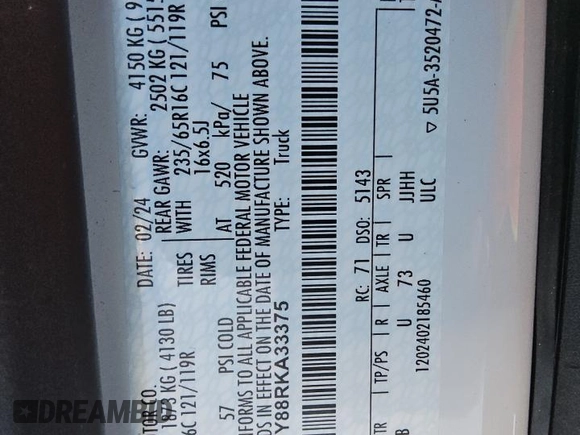 TOR CO.
DATE: 02/24 GVWR: 4150 KG ( 9
KG ( 4130 LB) REAR GAWR: 2502 KG ( 551
6C 121/119R TIRES WITH 235/65R16C 121/119R
RIMS 16x6.5J
57 PSI COLD AT 520 kPa/ 75 PSI
TO ALL APPLICABLE FEDERAL MOTOR VEHICLE
IN EFFECT ON THE DATE OF MANUFACTURE SHOWN ABOVE.
Y88RKA33375 TYPE: Truck
RC: 71 DSO: 5143
TR TP/PS R AXLE TR SPR
B U 73 U JJHH
1202402185460 ULC
▽ 5U5A-3520472-
DREAMBID